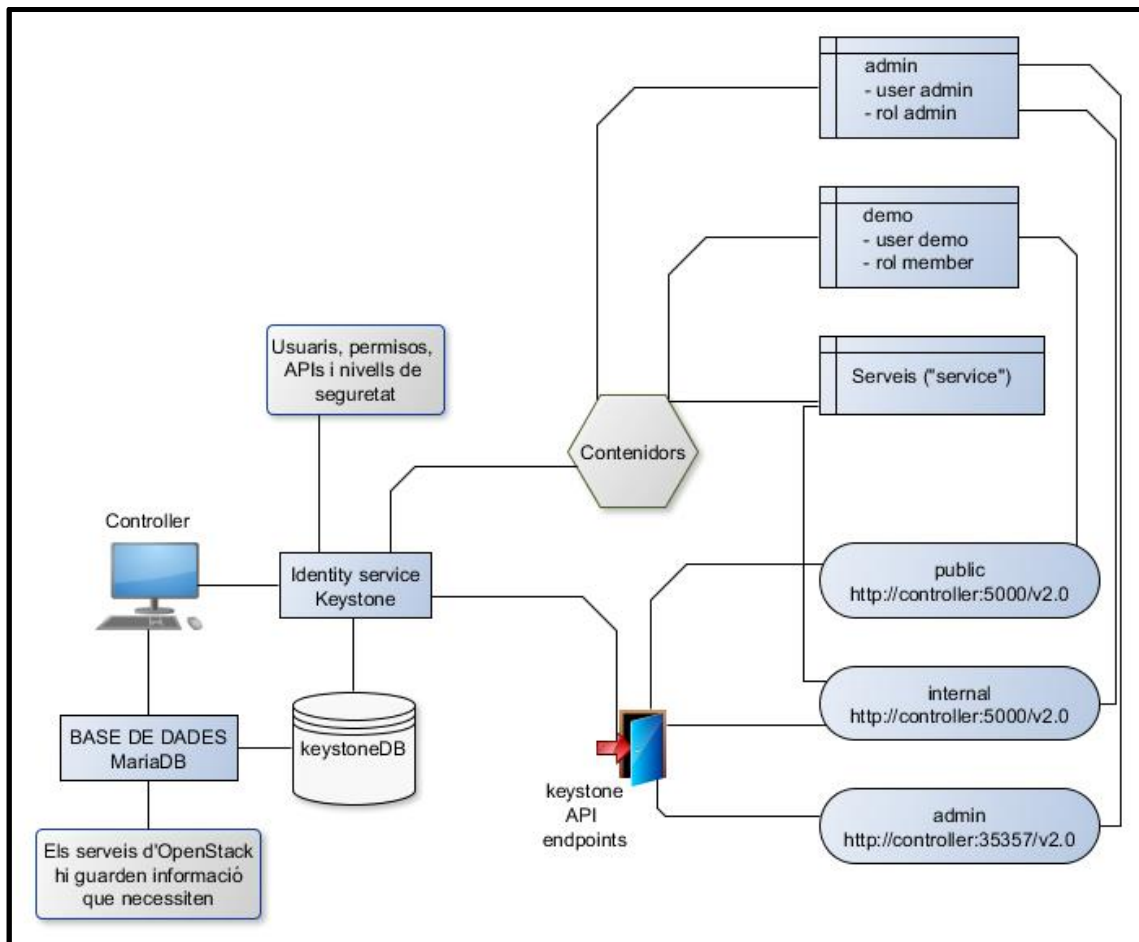 admin
- user admin
- rol admin
demo
- user demo
- rol member
Usuaris, permisos,
APIs i nivells de
seguretat
Serveis ("service")
Contenidors
Controller
Identity service
Keystone
public
http://controller:5000/v2.0
internal
http://controller:5000/v2.0
BASE DE DADES
MariaDB
keystoneDB
keystone
API
endpoints
admin
http://controller:35357/v2.0
Els serveis d'OpenStack
hi guarden informació
que necessiten